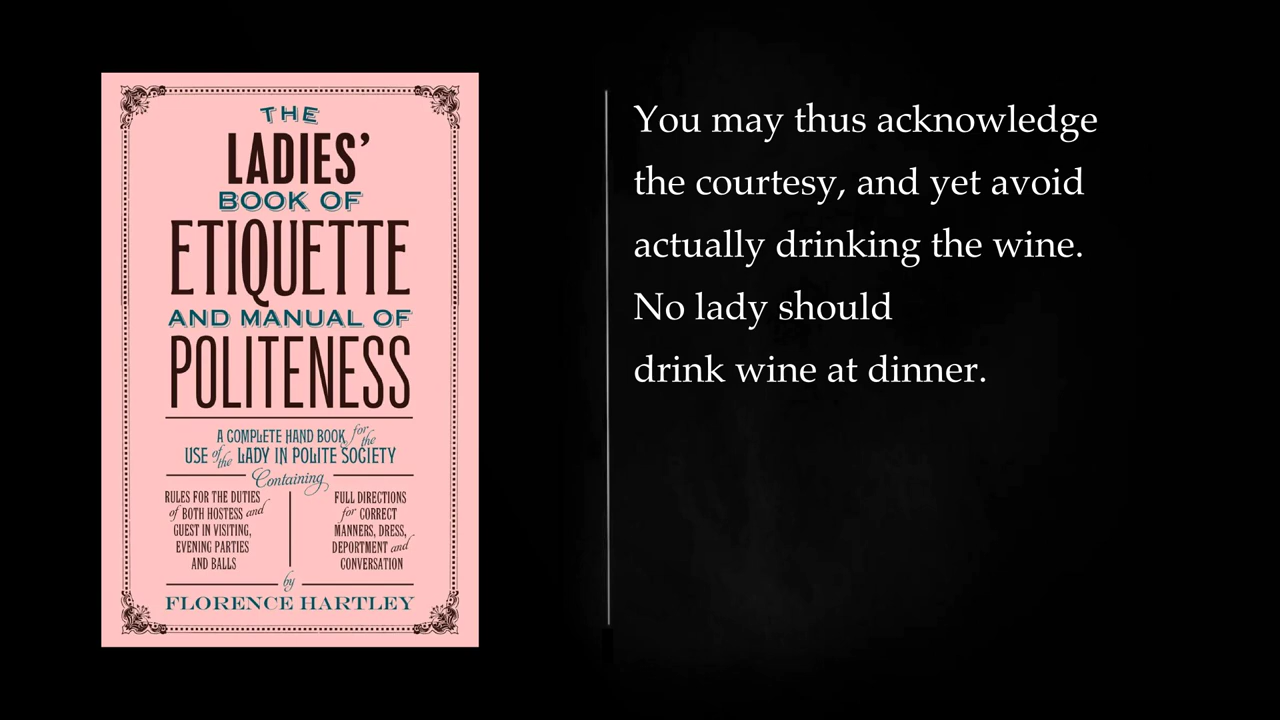 THE
LADIES'
BOOK OF
ETIQUETTE
AND MANUAL OF
POLITENESS
A COMPLETE HAND BOOK for the
USE of the LADY IN POLITE SOCIETY
Containing
RULES FOR THE DUTIES
of BOTH HOSTESS and
GUEST IN VISITING,
EVENING PARTIES
AND BALLS
FULL DIRECTIONS
for CORRECT
MANNERS, DRESS,
DEPORTMENT and
CONVERSATION
by
FLORENCE HARTLEY
You may thus acknowledge
the courtesy, and yet avoid
actually drinking the wine.
No lady should
drink wine at dinner.